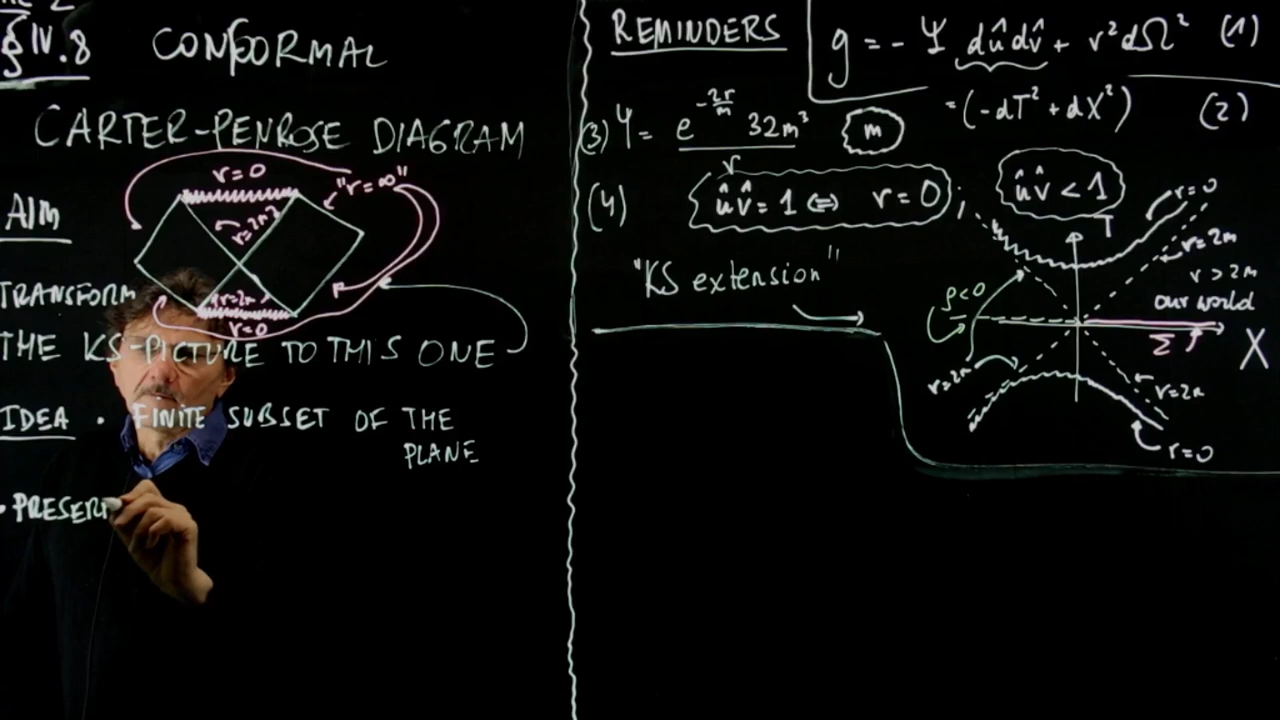 §IV.8 CONFORMAL
CARTER-PENROSE DIAGRAM
r=0
"r=∞"
r=2m
AIM
r=2m
r=0
TRANSFORM
THE KS-PICTURE TO THIS ONE
IDEA • FINITE SUBSET OF THE
PLANE
• PRESER
REMINDERS
g = - Ψ dûdv̂ + r²dΩ² (1)
= (-dT² + dX²) (2)
(3) Ψ = e^{-2r/m} 32m³ / r
m
(4) ûv̂ = 1 ⇔ r = 0 ; ûv̂ < 1
"KS extension"
r=0
T
r=2m
r>2m
our world
ρ<0
Σ
X
r=2m
r=2m
r=0